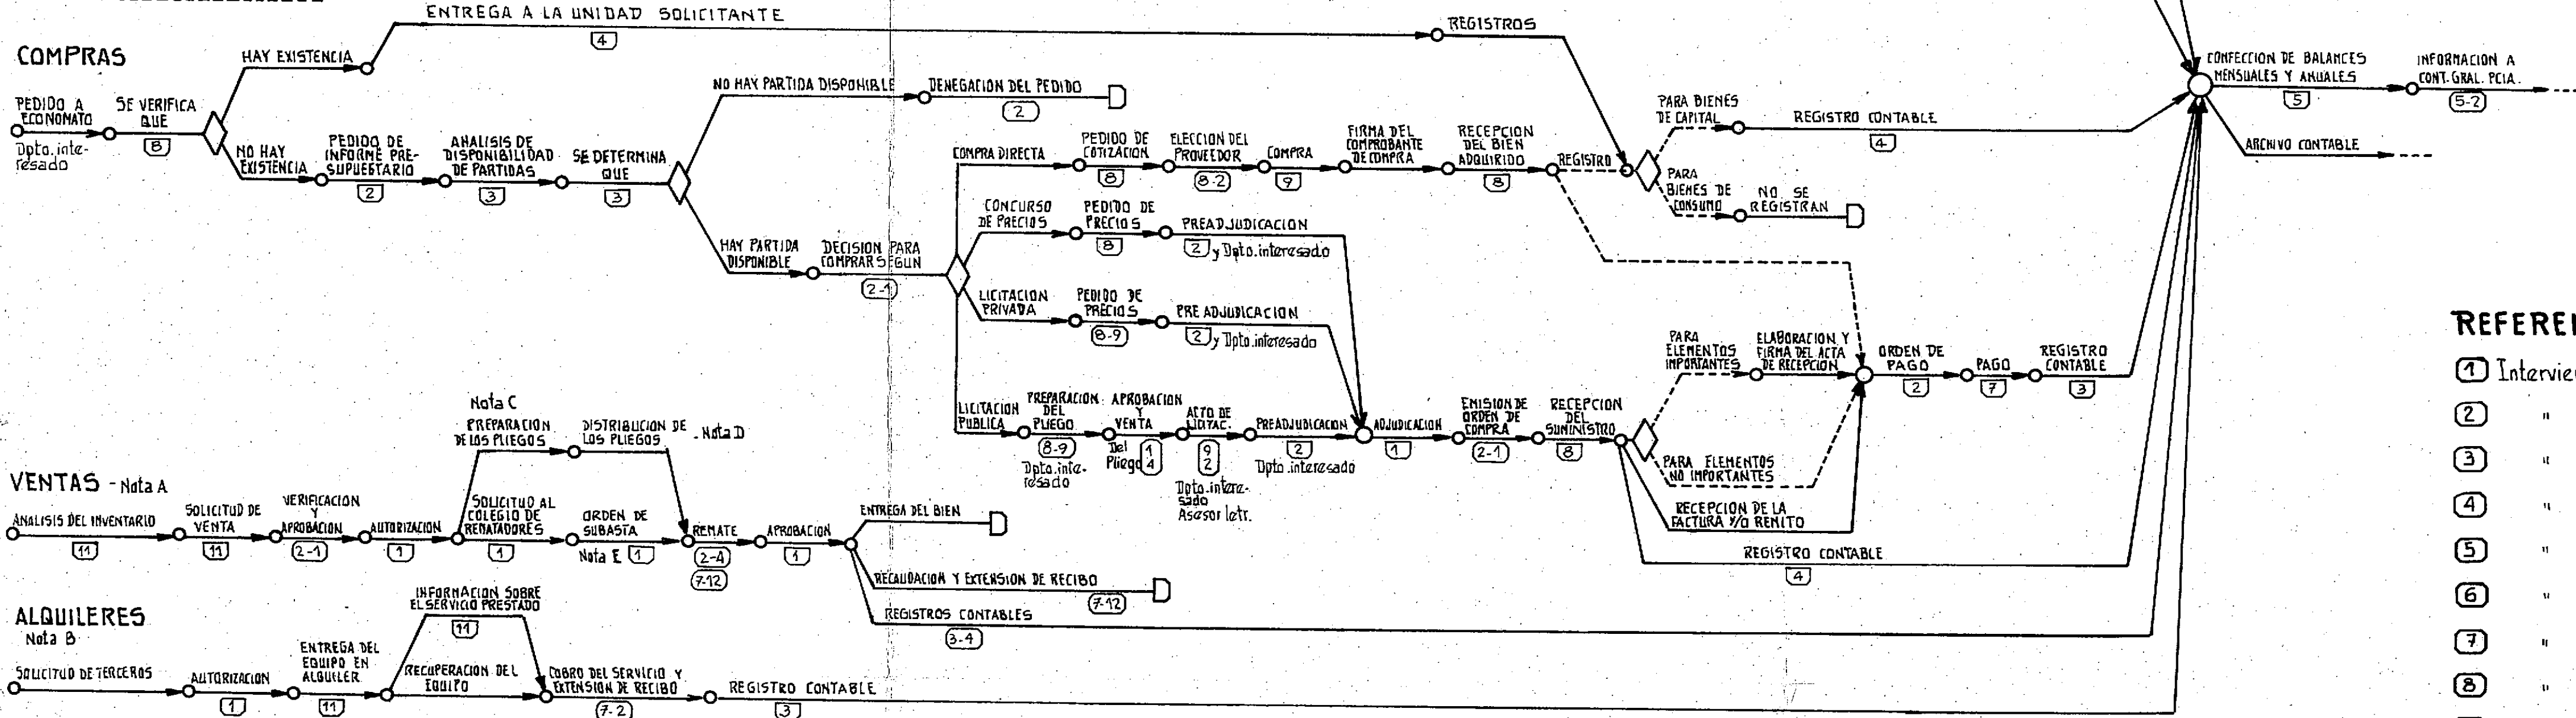 ENTREGA A LA UNIDAD SOLICITANTE
4
REGISTROS
COMPRAS
HAY EXISTENCIA
PEDIDO A
ECONOMATO
Dpto. inte-
resado
SE VERIFICA
QUE
8
NO HAY
EXISTENCIA
PEDIDO DE
INFORME PRE-
SUPUESTARIO
2
ANALISIS DE
DISPONIBILIDAD
DE PARTIDAS
3
SE DETERMINA
QUE
3
NO HAY PARTIDA DISPONIBLE
DENEGACION DEL PEDIDO
2
HAY PARTIDA
DISPONIBLE
DECISION PARA
COMPRAR SEGUN
2-1
COMPRA DIRECTA
PEDIDO DE
COTIZACION
8
ELECCION DEL
PROVEEDOR
8-2
COMPRA
9
FIRMA DEL
COMPROBANTE
DE COMPRA
RECEPCION
DEL BIEN
ADQUIRIDO
8
REGISTRO
PARA BIENES
DE CAPITAL
REGISTRO CONTABLE
4
PARA
BIENES DE
CONSUMO
NO SE
REGISTRAN
CONFECCION DE BALANCES
MENSUALES Y ANUALES
5
INFORMACION A
CONT. GRAL. PCIA.
5-2
ARCHIVO CONTABLE
CONCURSO
DE PRECIOS
PEDIDO DE
PRECIOS
8
PREADJUDICACION
2 y Dpto. interesado
LICITACION
PRIVADA
PEDIDO DE
PRECIOS
8-9
PREADJUDICACION
2 y Dpto. interesado
LICITACION
PUBLICA
PREPARACION
DEL
PLIEGO
8-9
Dpto. inte-
resado
APROBACION
Y
VENTA
Del
Pliego
1
4
ACTO DE
LICITAC.
9
2
Dpto. intere-
sado
Asesor letr.
PREADJUDICACION
2
Dpto. interesado
ADJUDICACION
1
EMISION DE
ORDEN DE
COMPRA
2-1
RECEPCION
DEL
SUMINISTRO
8
PARA
ELEMENTOS
IMPORTANTES
ELABORACION Y
FIRMA DEL ACTA
DE RECEPCION
ORDEN DE
PAGO
2
PAGO
7
REGISTRO
CONTABLE
3
PARA ELEMENTOS
NO IMPORTANTES
RECEPCION DE LA
FACTURA Y/O REMITO
REGISTRO CONTABLE
4
VENTAS - Nota A
ANALISIS DEL INVENTARIO
11
SOLICITUD DE
VENTA
11
VERIFICACION
Y
APROBACION
2-1
AUTORIZACION
1
Nota C
PREPARACION
DE LOS PLIEGOS
DISTRIBUCION DE
LOS PLIEGOS
- Nota D
SOLICITUD AL
COLEGIO DE
REMATADORES
1
ORDEN DE
SUBASTA
Nota E
1
REMATE
2-4
7-12
APROBACION
1
ENTREGA DEL BIEN
RECAUDACION Y EXTENSION DE RECIBO
7-12
REGISTROS CONTABLES
3-4
ALQUILERES
Nota B
SOLICITUD DE TERCEROS
AUTORIZACION
1
ENTREGA DEL
EQUIPO EN
ALQUILER
11
INFORMACION SOBRE
EL SERVICIO PRESTADO
11
RECUPERACION DEL
EQUIPO
COBRO DEL SERVICIO Y
EXTENSION DE RECIBO
7-2
REGISTRO CONTABLE
3
REFERE
1 Intervie
2 "
3 "
4 "
5 "
6 "
7 "
8 "